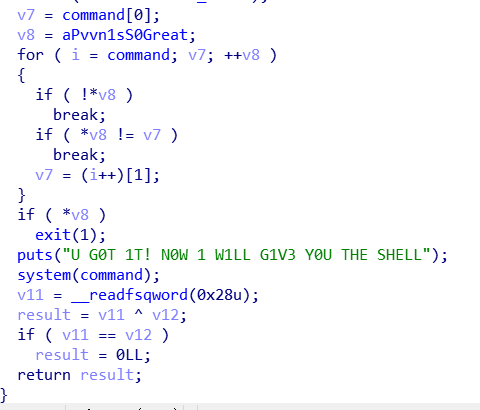 v7 = command[0];
v8 = aPvvn1sS0Great;
for ( i = command; v7; ++v8 )
{
if ( !*v8 )
break;
if ( *v8 != v7 )
break;
v7 = (i++)[1];
}
if ( *v8 )
exit(1);
puts("U G0T 1T! N0W 1 W1LL G1V3 Y0U THE SHELL");
system(command);
v11 = __readfsqword(0x28u);
result = v11 ^ v12;
if ( v11 == v12 )
result = 0LL;
return result;
}